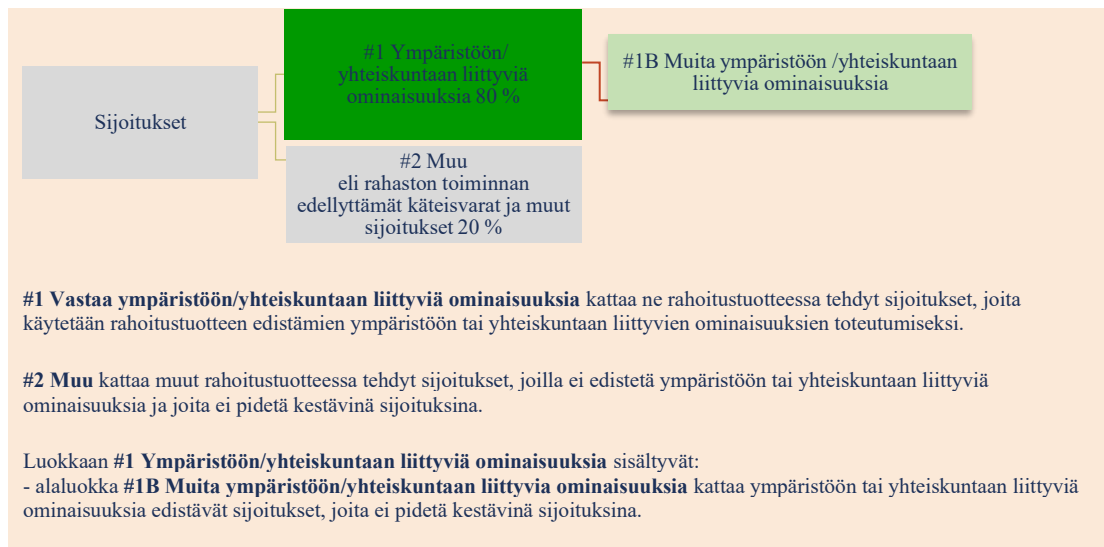 Sijoitukset
#1 Ympäristöön/
yhteiskuntaan liittyviä
ominaisuuksia 80 %
#1B Muita ympäristöön /yhteiskuntaan
liittyvia ominaisuuksia
#2 Muu
eli rahaston toiminnan
edellyttämät käteisvarat ja muut
sijoitukset 20 %
#1 Vastaa ympäristöön/yhteiskuntaan liittyviä ominaisuuksia kattaa ne rahoitustuotteessa tehdyt sijoitukset, joita
käytetään rahoitustuotteen edistämien ympäristöön tai yhteiskuntaan liittyvien ominaisuuksien toteutumiseksi.
#2 Muu kattaa muut rahoitustuotteessa tehdyt sijoitukset, joilla ei edistetä ympäristöön tai yhteiskuntaan liittyviä
ominaisuuksia ja joita ei pidetä kestävinä sijoituksina.
Luokkaan #1 Ympäristöön/yhteiskuntaan liittyviä ominaisuuksia sisältyvät:
- alaluokka #1B Muita ympäristöön/yhteiskuntaan liittyvia ominaisuuksia kattaa ympäristöön tai yhteiskuntaan liittyviä
ominaisuuksia edistävät sijoitukset, joita ei pidetä kestävinä sijoituksina.